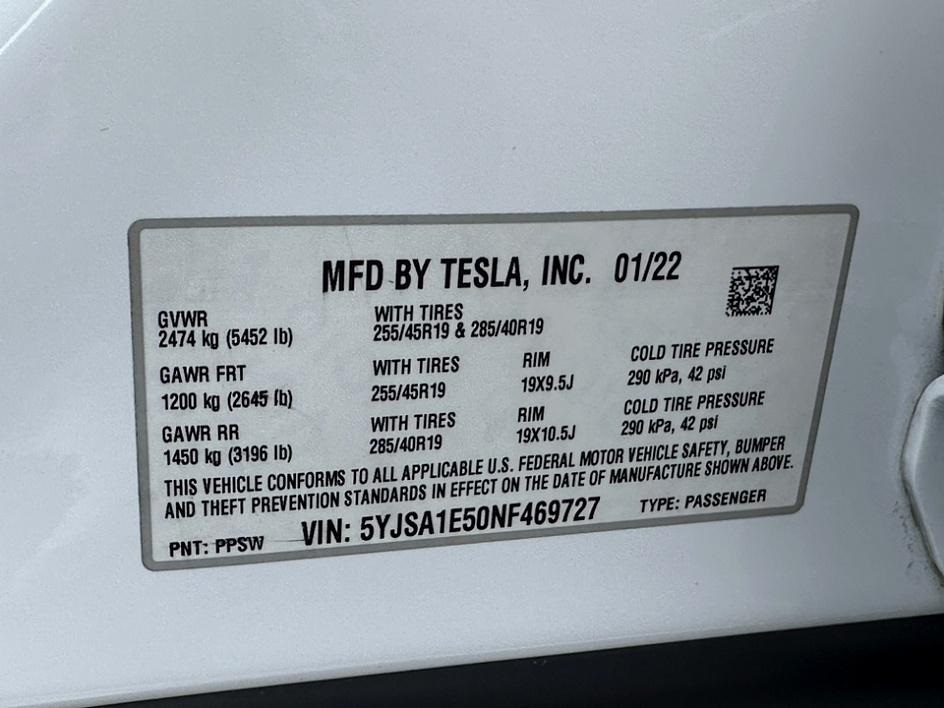 MFD BY TESLA, INC. 01/22
GVWR
2474 kg (5452 lb)
WITH TIRES
255/45R19 & 285/40R19
GAWR FRT
1200 kg (2645 lb)
WITH TIRES
255/45R19
RIM
19X9.5J
COLD TIRE PRESSURE
290 kPa, 42 psi
GAWR RR
1450 kg (3196 lb)
WITH TIRES
285/40R19
RIM
19X10.5J
COLD TIRE PRESSURE
290 kPa, 42 psi
THIS VEHICLE CONFORMS TO ALL APPLICABLE U.S. FEDERAL MOTOR VEHICLE SAFETY, BUMPER
AND THEFT PREVENTION STANDARDS IN EFFECT ON THE DATE OF MANUFACTURE SHOWN ABOVE.
PNT: PPSW VIN: 5YJSA1E50NF469727 TYPE: PASSENGER